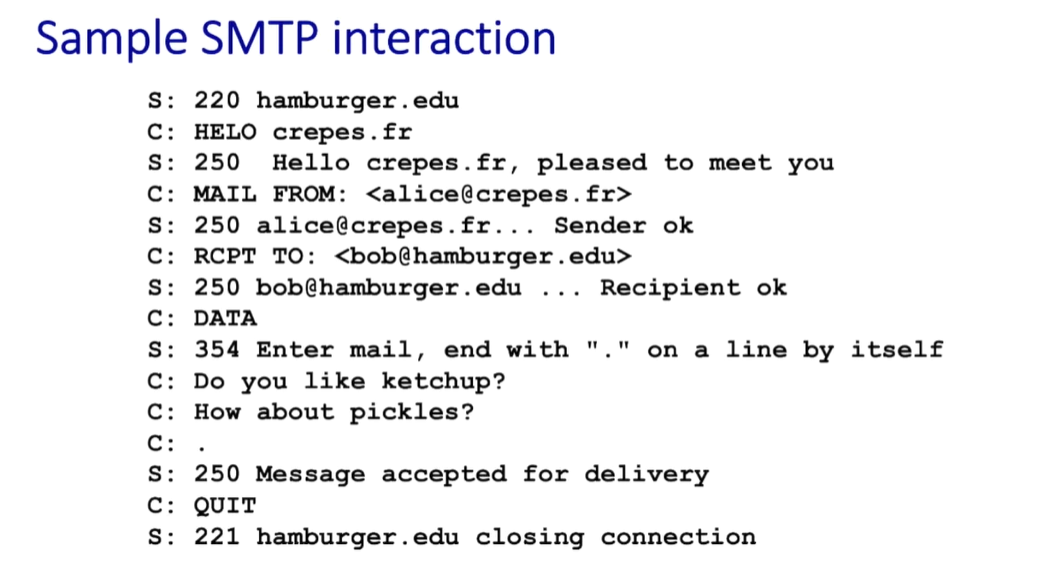 Sample SMTP interaction
S: 220 hamburger.edu
C: HELO crepes.fr
S: 250  Hello crepes.fr, pleased to meet you
C: MAIL FROM: <alice@crepes.fr>
S: 250 alice@crepes.fr... Sender ok
C: RCPT TO: <bob@hamburger.edu>
S: 250 bob@hamburger.edu ... Recipient ok
C: DATA
S: 354 Enter mail, end with "." on a line by itself
C: Do you like ketchup?
C: How about pickles?
C: .
S: 250 Message accepted for delivery
C: QUIT
S: 221 hamburger.edu closing connection